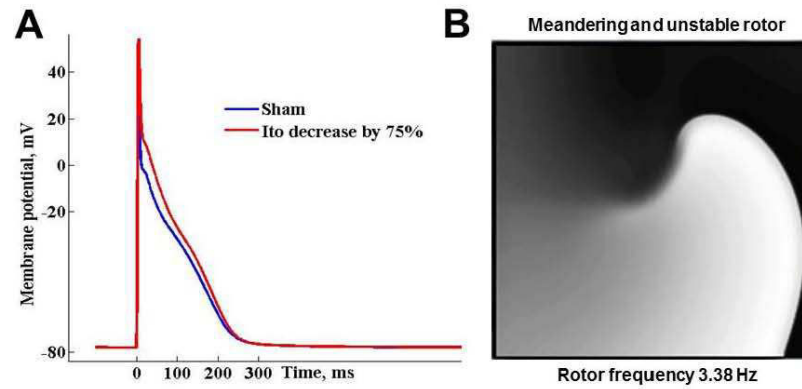 A
Membrane potential, mV
40
20
0
-20
-80
Sham
Ito decrease by 75%
0 100 200 300 Time, ms
B
Meandering and unstable rotor
Rotor frequency 3.38 Hz